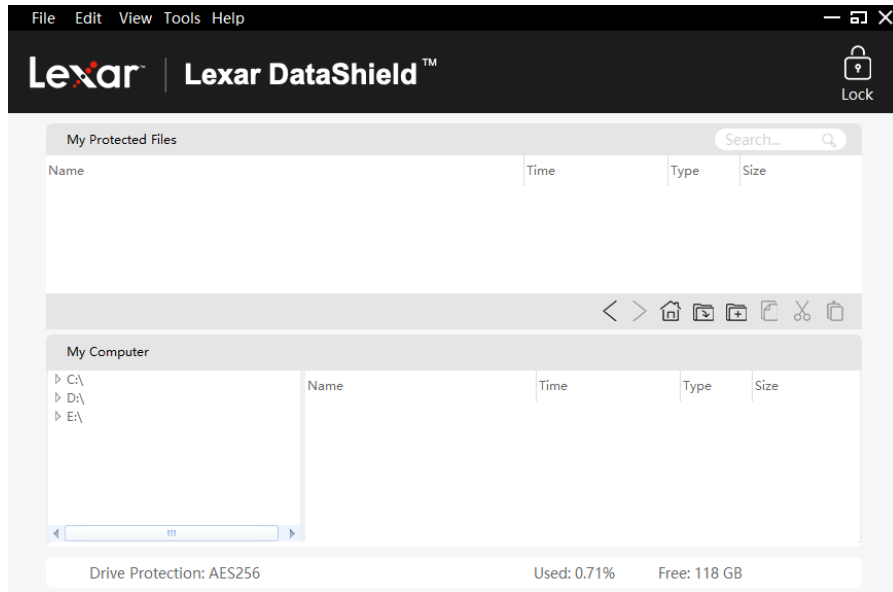 File Edit View Tools Help
Lexar™ Lexar DataShield™
Lock
My Protected Files Search...
Name Time Type Size
My Computer
C:\
D:\
E:\
Name Time Type Size
Drive Protection: AES256 Used: 0.71% Free: 118 GB